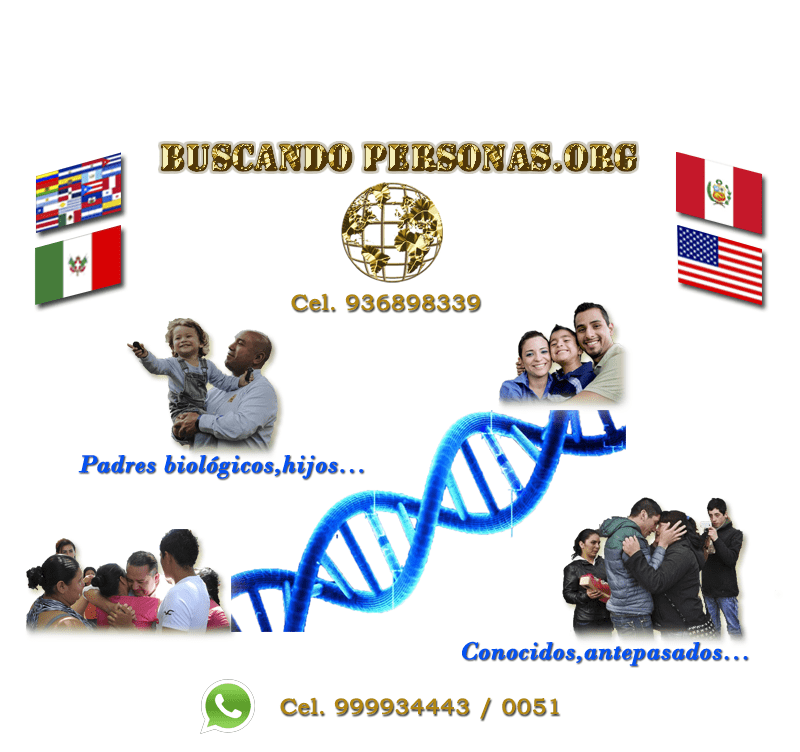 BUSCANDO PERSONAS.ORG
Cel. 936898339
Padres biológicos,hijos...
Conocidos,antepasados...
Cel. 999934443 / 0051